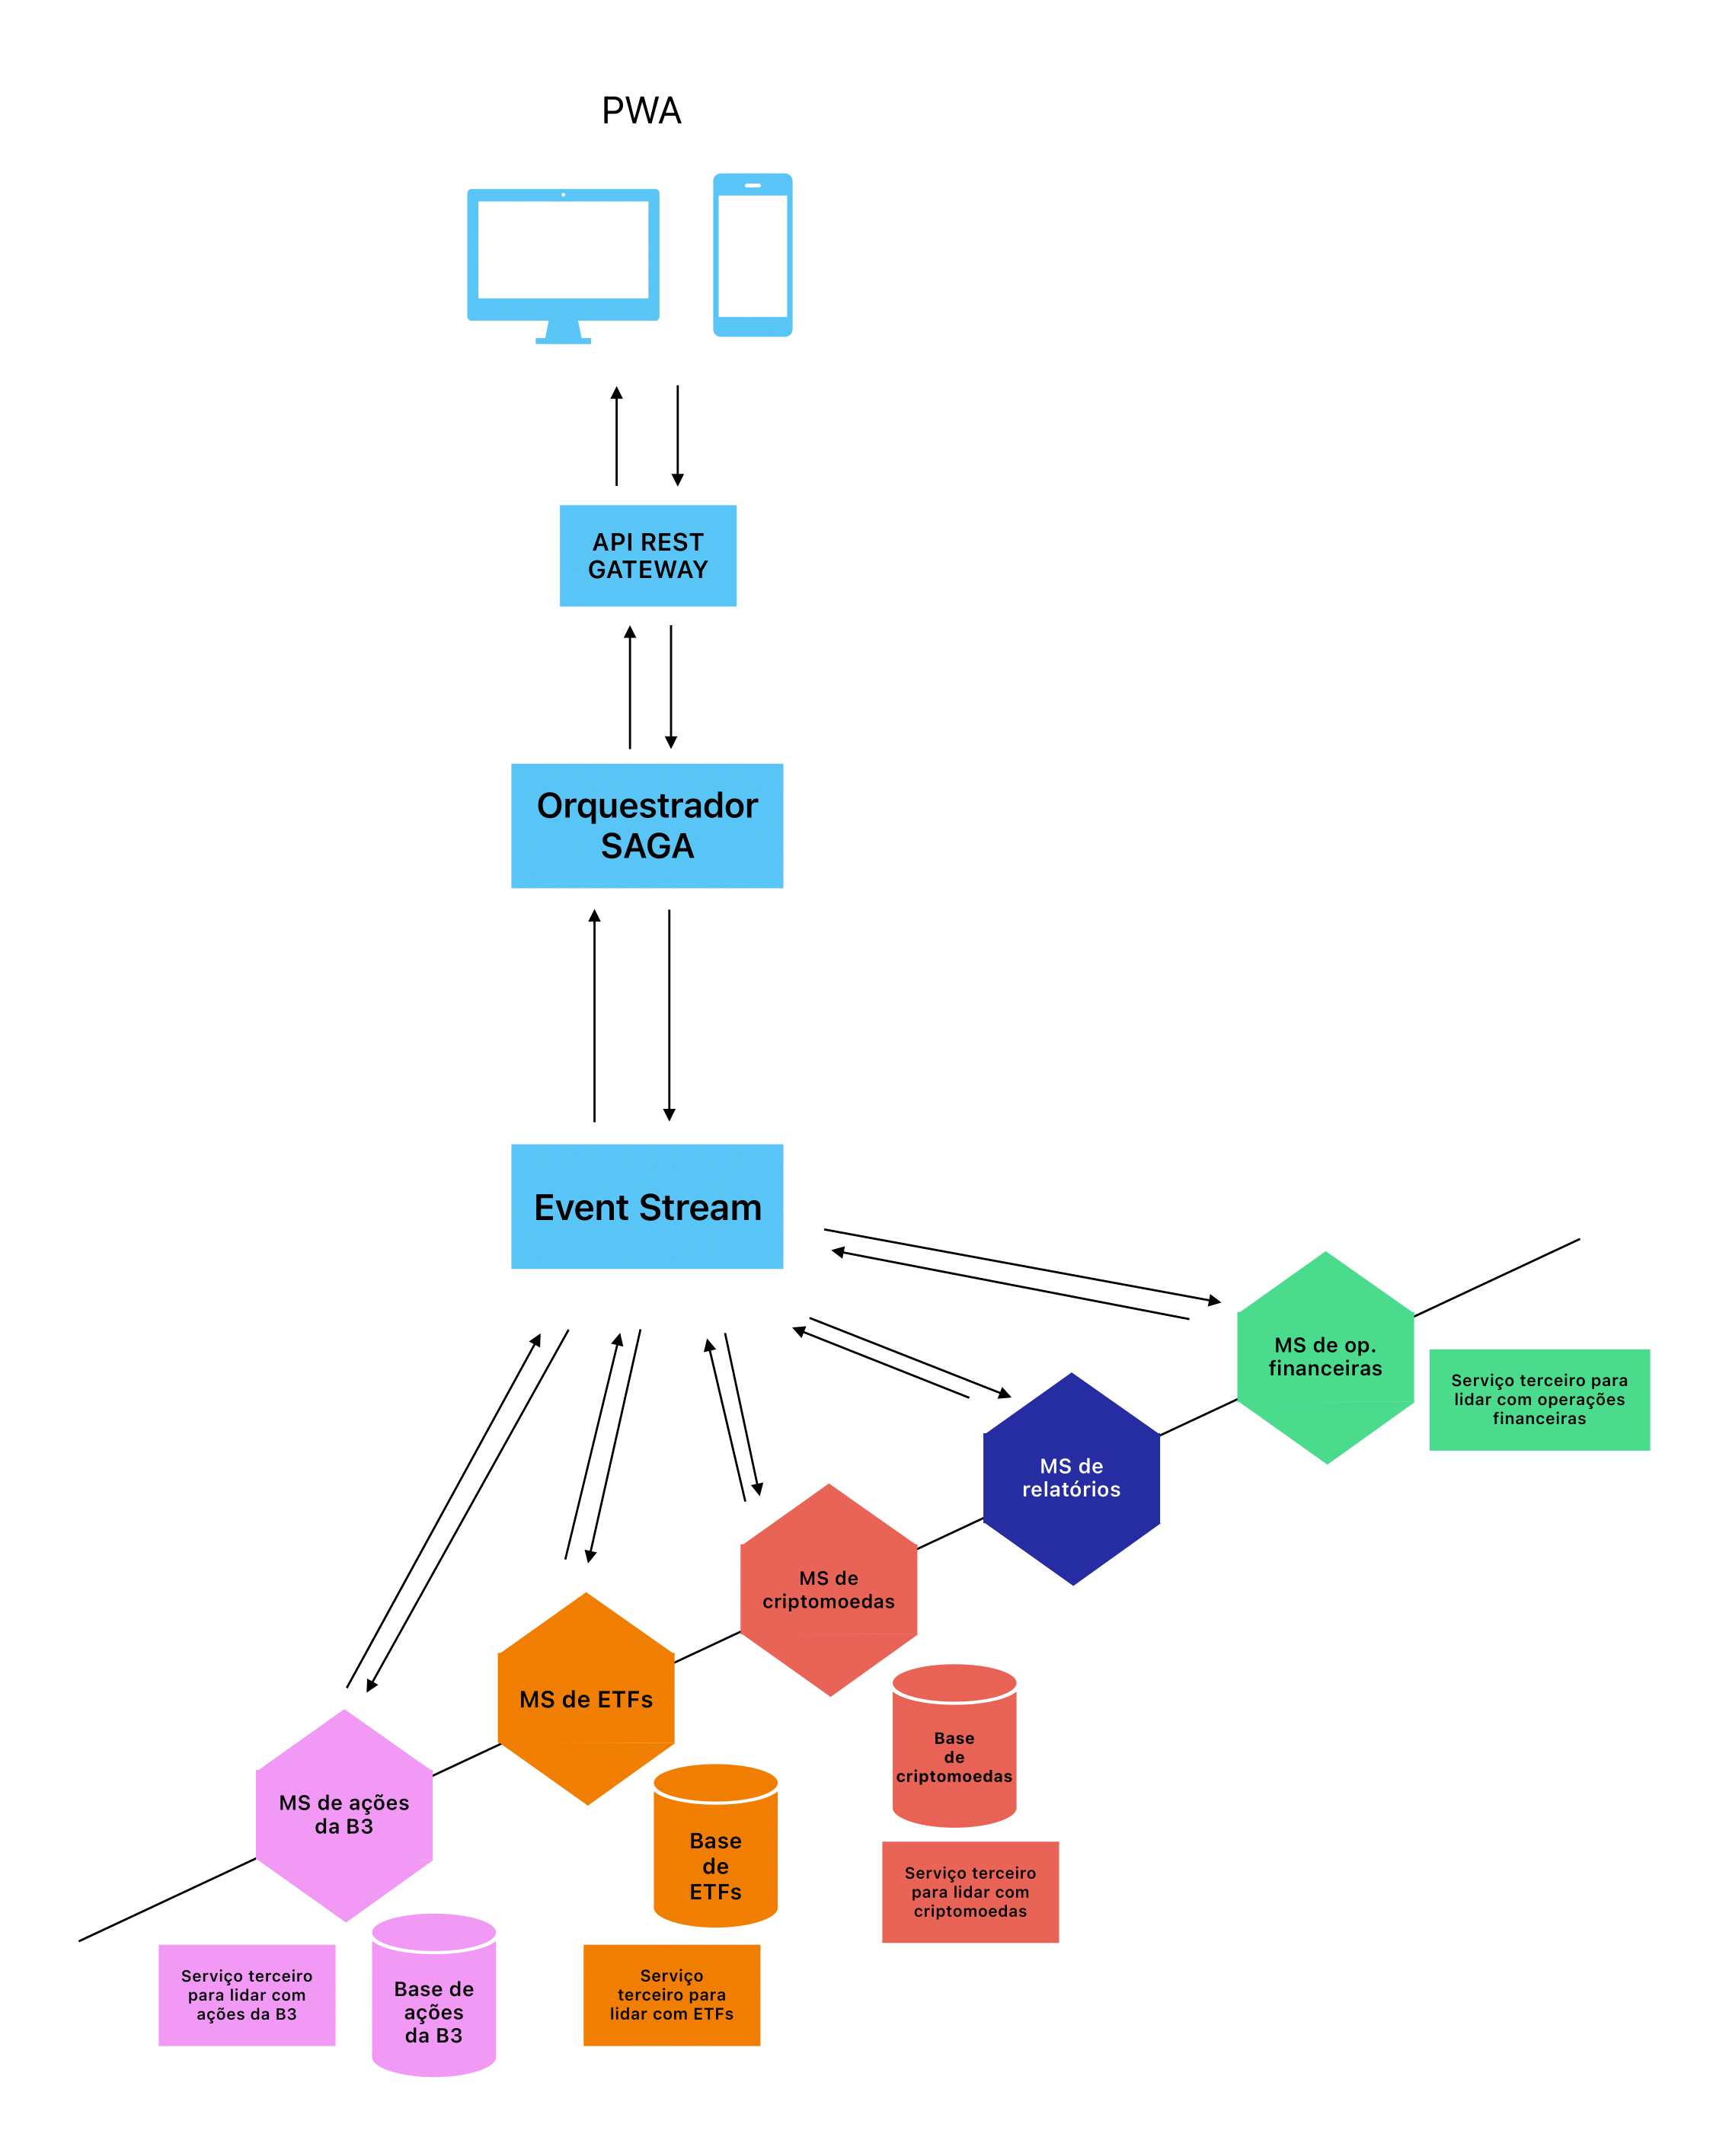 PWA
API REST
GATEWAY
Orquestrador
SAGA
Event Stream
MS de op.
financeiras
Serviço terceiro para
lidar com operações
financeiras
MS de
relatórios
MS de
criptomoedas
Base
de
criptomoedas
Serviço terceiro
para lidar com
criptomoedas
MS de ETFs
Base
de
ETFs
Serviço
terceiro para
lidar com ETFs
MS de ações
da B3
Serviço terceiro
para lidar com
ações da B3
Base de
ações
da B3